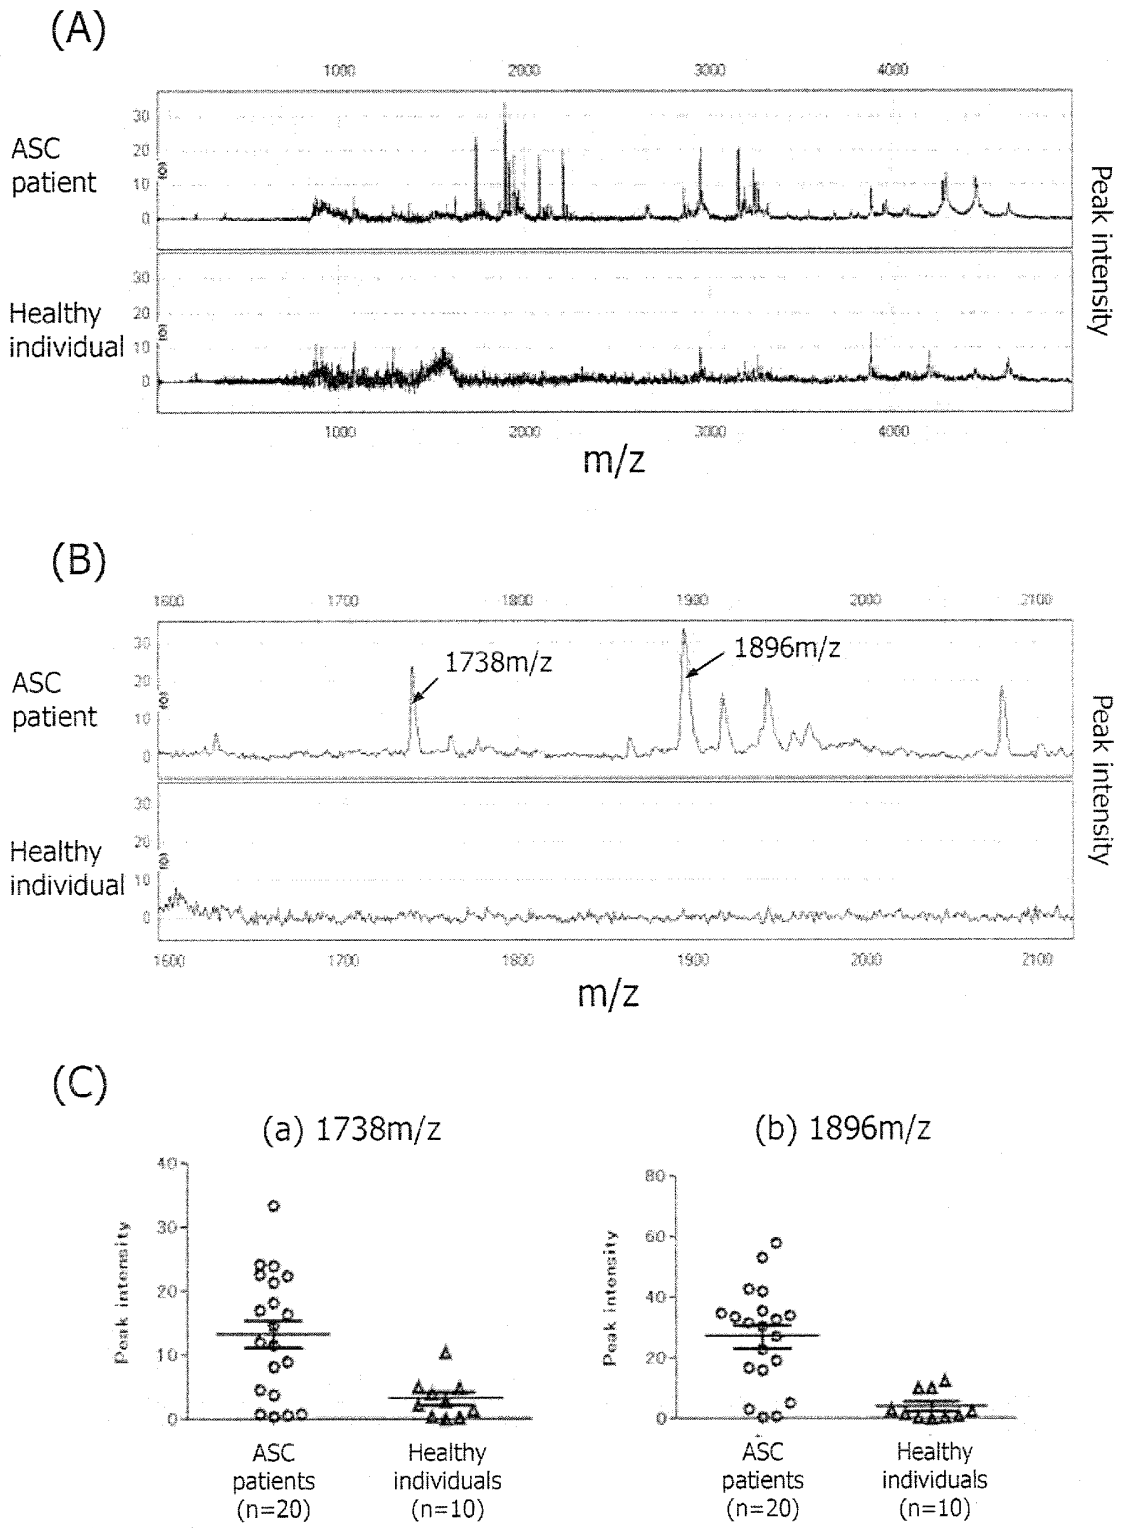 (A)
1000 2000 3000 4000
ASC
patient
30
20
10
0
Healthy
individual
30
20
10
0
Peak intensity
1000 2000 3000 4000
m/z
(B)
1600 1700 1800 1900 2000 2100
ASC
patient
30
20
10
0
1738m/z
1896m/z
Healthy
individual
30
20
10
0
Peak intensity
1600 1700 1800 1900 2000 2100
m/z
(C)
(a) 1738m/z
Peak intensity
40
30
20
10
0
ASC
patients
(n=20)
Healthy
individuals
(n=10)
(b) 1896m/z
Peak intensity
80
60
40
20
0
ASC
patients
(n=20)
Healthy
individuals
(n=10)